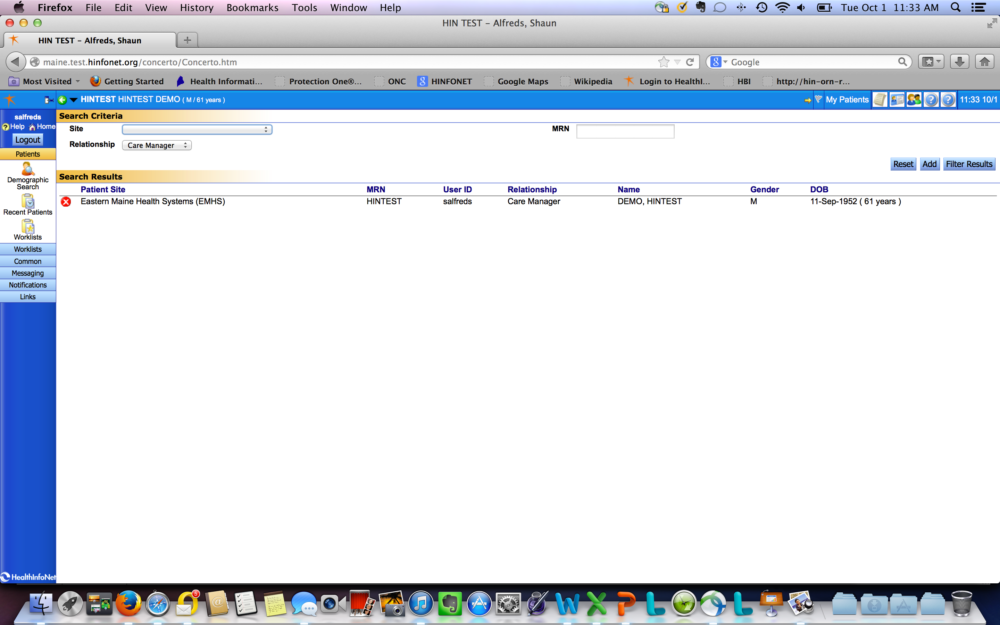 Firefox File Edit View History Bookmarks Tools Window Help Tue Oct 1 11:33 AM
HIN TEST – Alfreds, Shaun
HIN TEST – Alfreds, Shaun
maine.test.hinfonet.org/concerto/Concerto.htm Google
Most Visited Getting Started Health Informati... Protection One®... ONC HINFONET Google Maps Wikipedia Login to HealthI... HBI http://hin-orn-r...
HINTEST HINTEST DEMO ( M / 61 years ) My Patients 11:33 10/1
salfreds
Help Home
Logout
Patients
Demographic
Search
Recent Patients
Worklists
Worklists
Common
Messaging
Notifications
Links
HealthInfoNet
Search Criteria
Site MRN
Relationship Care Manager
Reset Add Filter Results
Search Results
Patient Site MRN User ID Relationship Name Gender DOB
Eastern Maine Health Systems (EMHS) HINTEST salfreds Care Manager DEMO, HINTEST M 11-Sep-1952 ( 61 years )
5